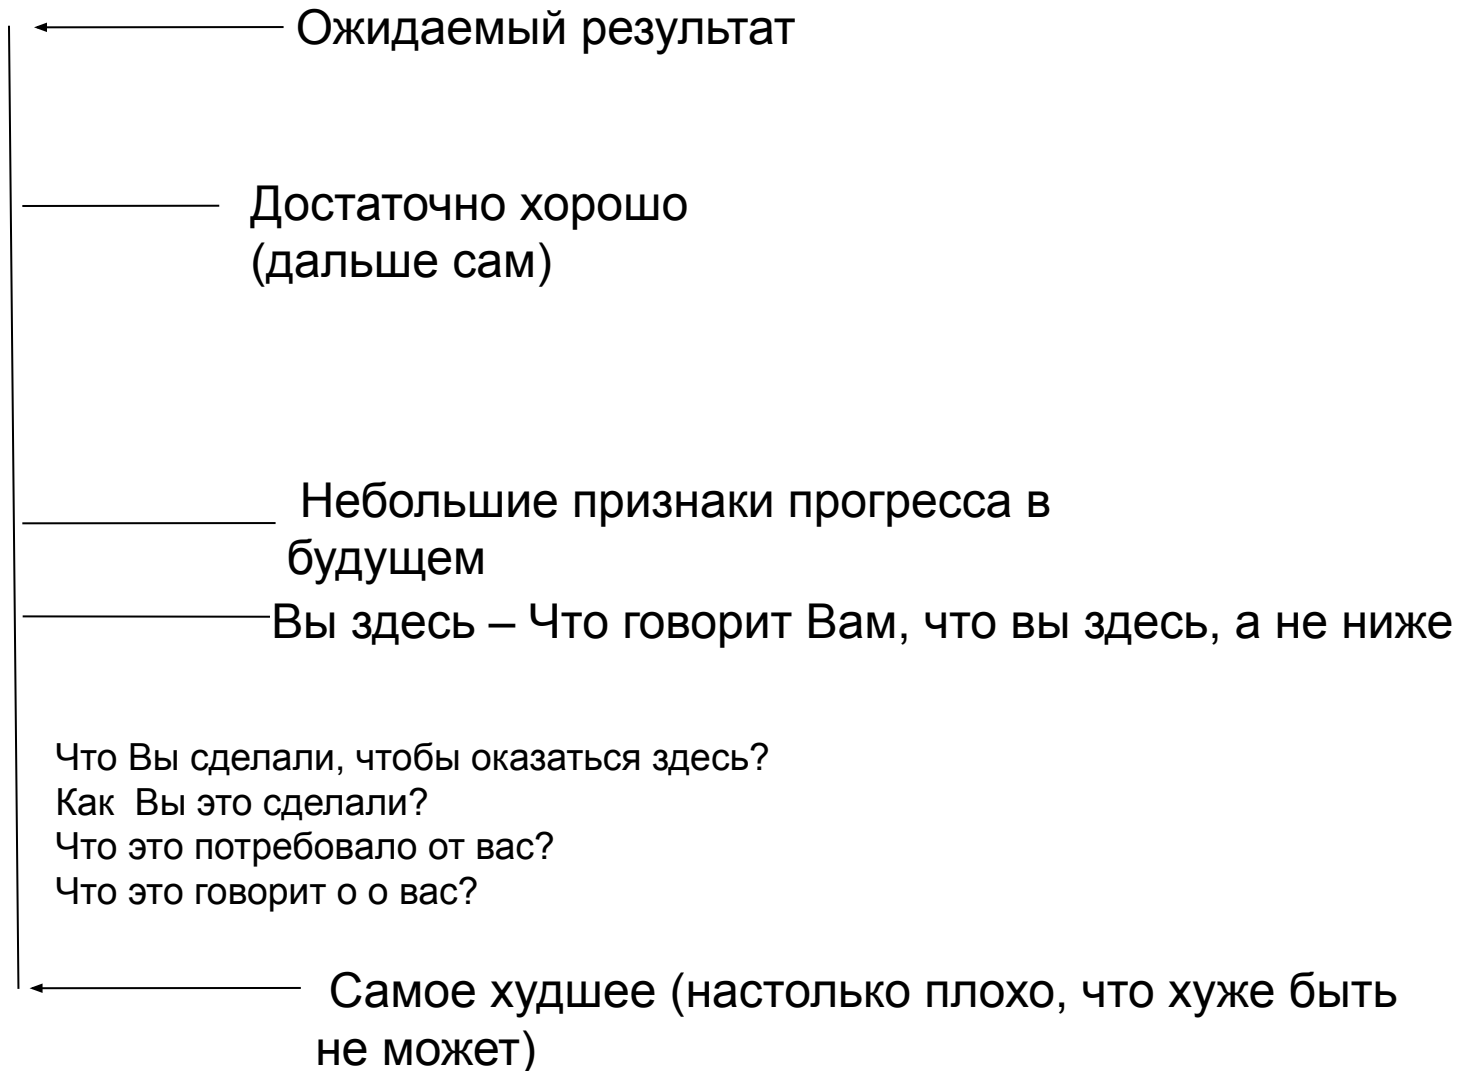 Ожидаемый результат
Достаточно хорошо
(дальше сам)
Небольшие признаки прогресса в
будущем
Вы здесь – Что говорит Вам, что вы здесь, а не ниже
Что Вы сделали, чтобы оказаться здесь?
Как  Вы это сделали?
Что это потребовало от вас?
Что это говорит о о вас?
Самое худшее (настолько плохо, что хуже быть
не может)